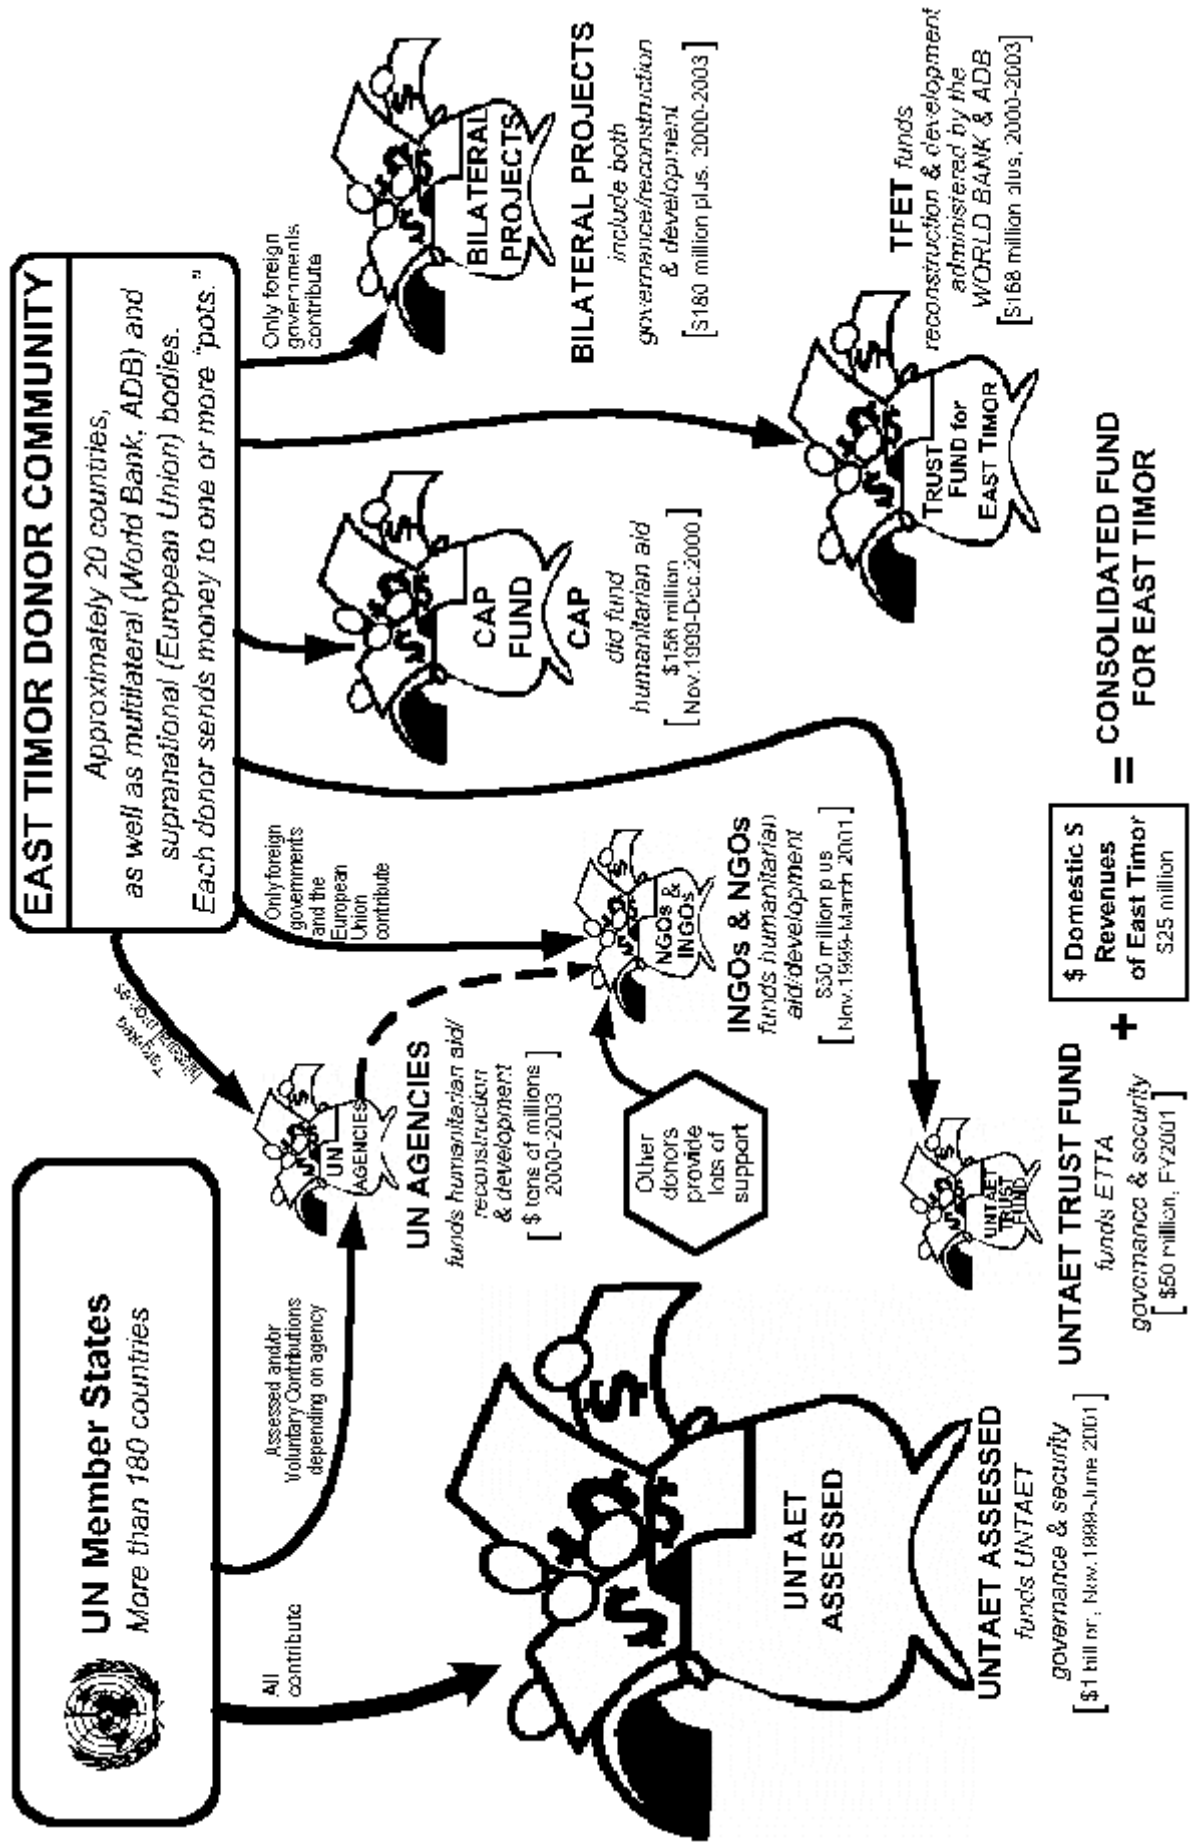 UN Member States
More than 180 countries
EAST TIMOR DONOR COMMUNITY
Approximately 20 countries,
as well as multilateral (World Bank, ADB) and
supranational (European Union) bodies.
Each donor sends money to one or more "pots."
All
contribute
Assessed and/or
Voluntary Contributions
depending on agency
Targeted
Only foreign
governments
and the
European
Union
contribute
Only foreign
governments
contribute
UNTAET
ASSESSED
UNTAET ASSESSED
funds UNTAET
governance & security
[$1 billion, Nov.1999-June 2001]
UN
AGENCIES
UN AGENCIES
funds humanitarian aid/
reconstruction
& development
[$ tens of millions]
2000-2003
Other
donors
provide
lots of
support
NGOs &
INGOs
INGOs & NGOs
funds humanitarian
aid/development
million plus
[Nov.1999-March 2001]
CAP
FUND
CAP
did fund
humanitarian aid
$156 million
[Nov.1999-Dec.2000]
BILATERAL
PROJECTS
BILATERAL PROJECTS
include both
governance/reconstruction
& development
[$180 million plus, 2000-2003]
TRUST
FUND for
EAST TIMOR
TFET funds
reconstruction & development
administered by the
WORLD BANK & ADB
[$168 million plus, 2000-2003]
UNTAET
TRUST
FUND
UNTAET TRUST FUND
funds ETTA
governance & security
[$50 million, FY2001]
+
$ Domestic $
Revenues
of East Timor
$25 million
= CONSOLIDATED FUND
FOR EAST TIMOR